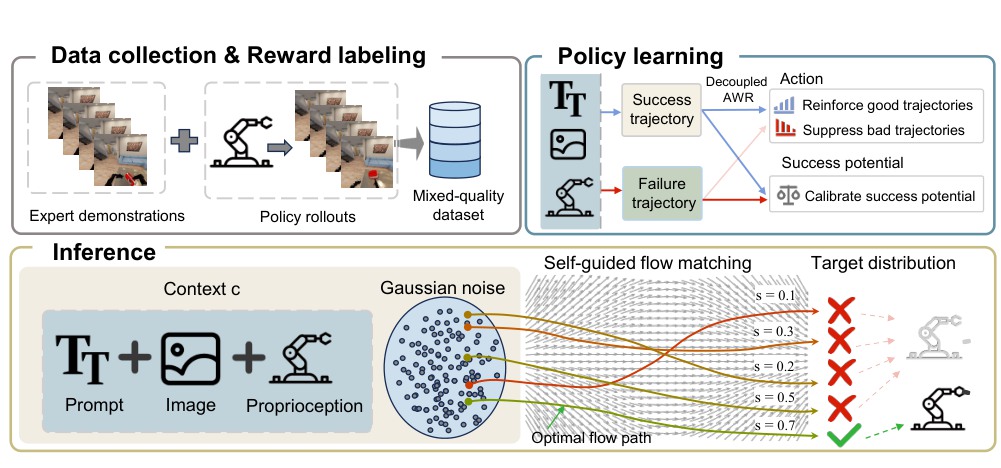 Data collection & Reward labeling
Expert demonstrations
Policy rollouts
Mixed-quality
dataset
Policy learning
TT
Success
trajectory
Failure
trajectory
Decoupled
AWR
Action
Reinforce good trajectories
Suppress bad trajectories
Success potential
Calibrate success potential
Inference
Context c
TT
Prompt
Image
Proprioception
Gaussian noise
Self-guided flow matching
s = 0.1
s = 0.3
s = 0.2
s = 0.5
s = 0.7
Optimal flow path
Target distribution